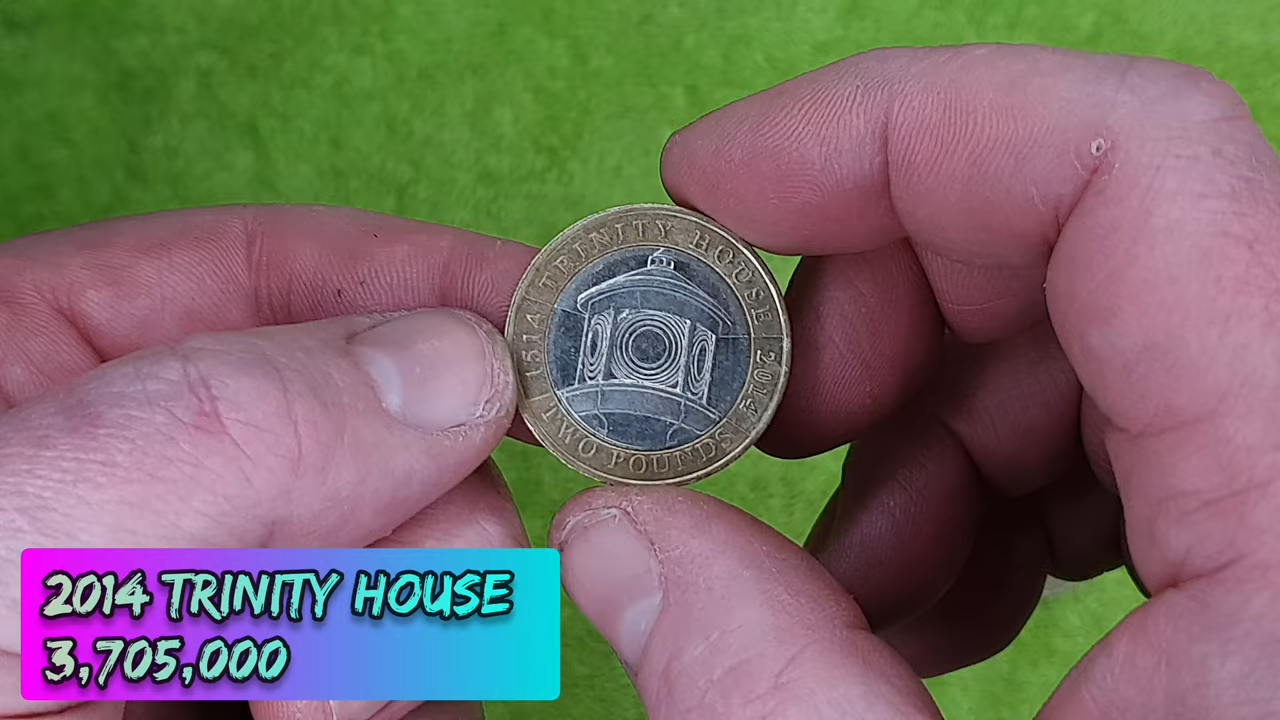 TRINITY HOUSE
1514
2014
TWO POUNDS
2014 TRINITY HOUSE
3,705,000